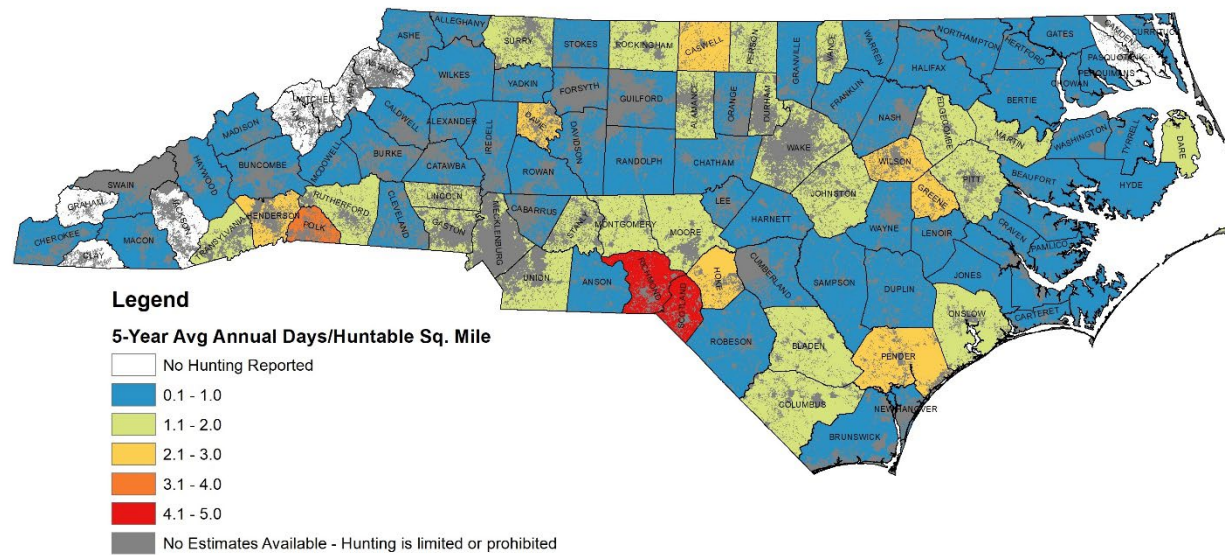 ALLEGHANY
ASHE
SURRY
STOKES
ROCKINGHAM
CASWELL
PERSON
GRANVILLE
VANCE
WARREN
NORTHAMPTON
HERTFORD
GATES
CAMDEN
CURRITUCK
PASQUOTANK
PERQUIMANS
CHOWAN
WATAUGA
WILKES
YADKIN
FORSYTH
GUILFORD
ALAMANCE
ORANGE
DURHAM
FRANKLIN
HALIFAX
BERTIE
MITCHELL
AVERY
CALDWELL
ALEXANDER
IREDELL
DAVIE
DAVIDSON
RANDOLPH
CHATHAM
WAKE
NASH
EDGECOMBE
MARTIN
WASHINGTON
TYRRELL
DARE
MADISON
YANCEY
BUNCOMBE
MCDOWELL
BURKE
CATAWBA
ROWAN
WILSON
PITT
BEAUFORT
HYDE
SWAIN
HAYWOOD
GRAHAM
JACKSON
RUTHERFORD
CLEVELAND
LINCOLN
CABARRUS
LEE
JOHNSTON
GREENE
HENDERSON
POLK
GASTON
MECKLENBURG
STANLY
MONTGOMERY
MOORE
HARNETT
WAYNE
LENOIR
CRAVEN
PAMLICO
CHEROKEE
MACON
CLAY
TRANSYLVANIA
UNION
ANSON
RICHMOND
SCOTLAND
HOKE
CUMBERLAND
SAMPSON
DUPLIN
JONES
CARTERET
ONSLOW
ROBESON
BLADEN
PENDER
COLUMBUS
NEW HANOVER
BRUNSWICK
Legend
5-Year Avg Annual Days/Huntable Sq. Mile
No Hunting Reported
0.1 - 1.0
1.1 - 2.0
2.1 - 3.0
3.1 - 4.0
4.1 - 5.0
No Estimates Available - Hunting is limited or prohibited